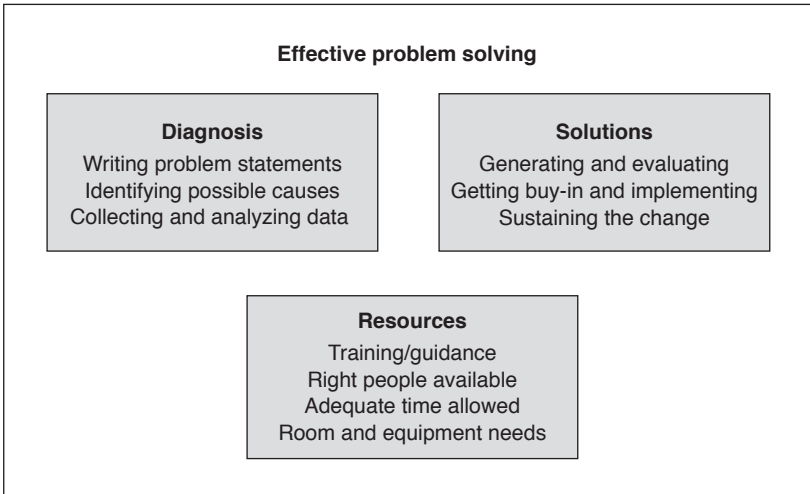 Effective problem solving
Diagnosis
Writing problem statements
Identifying possible causes
Collecting and analyzing data
Solutions
Generating and evaluating
Getting buy-in and implementing
Sustaining the change
Resources
Training/guidance
Right people available
Adequate time allowed
Room and equipment needs